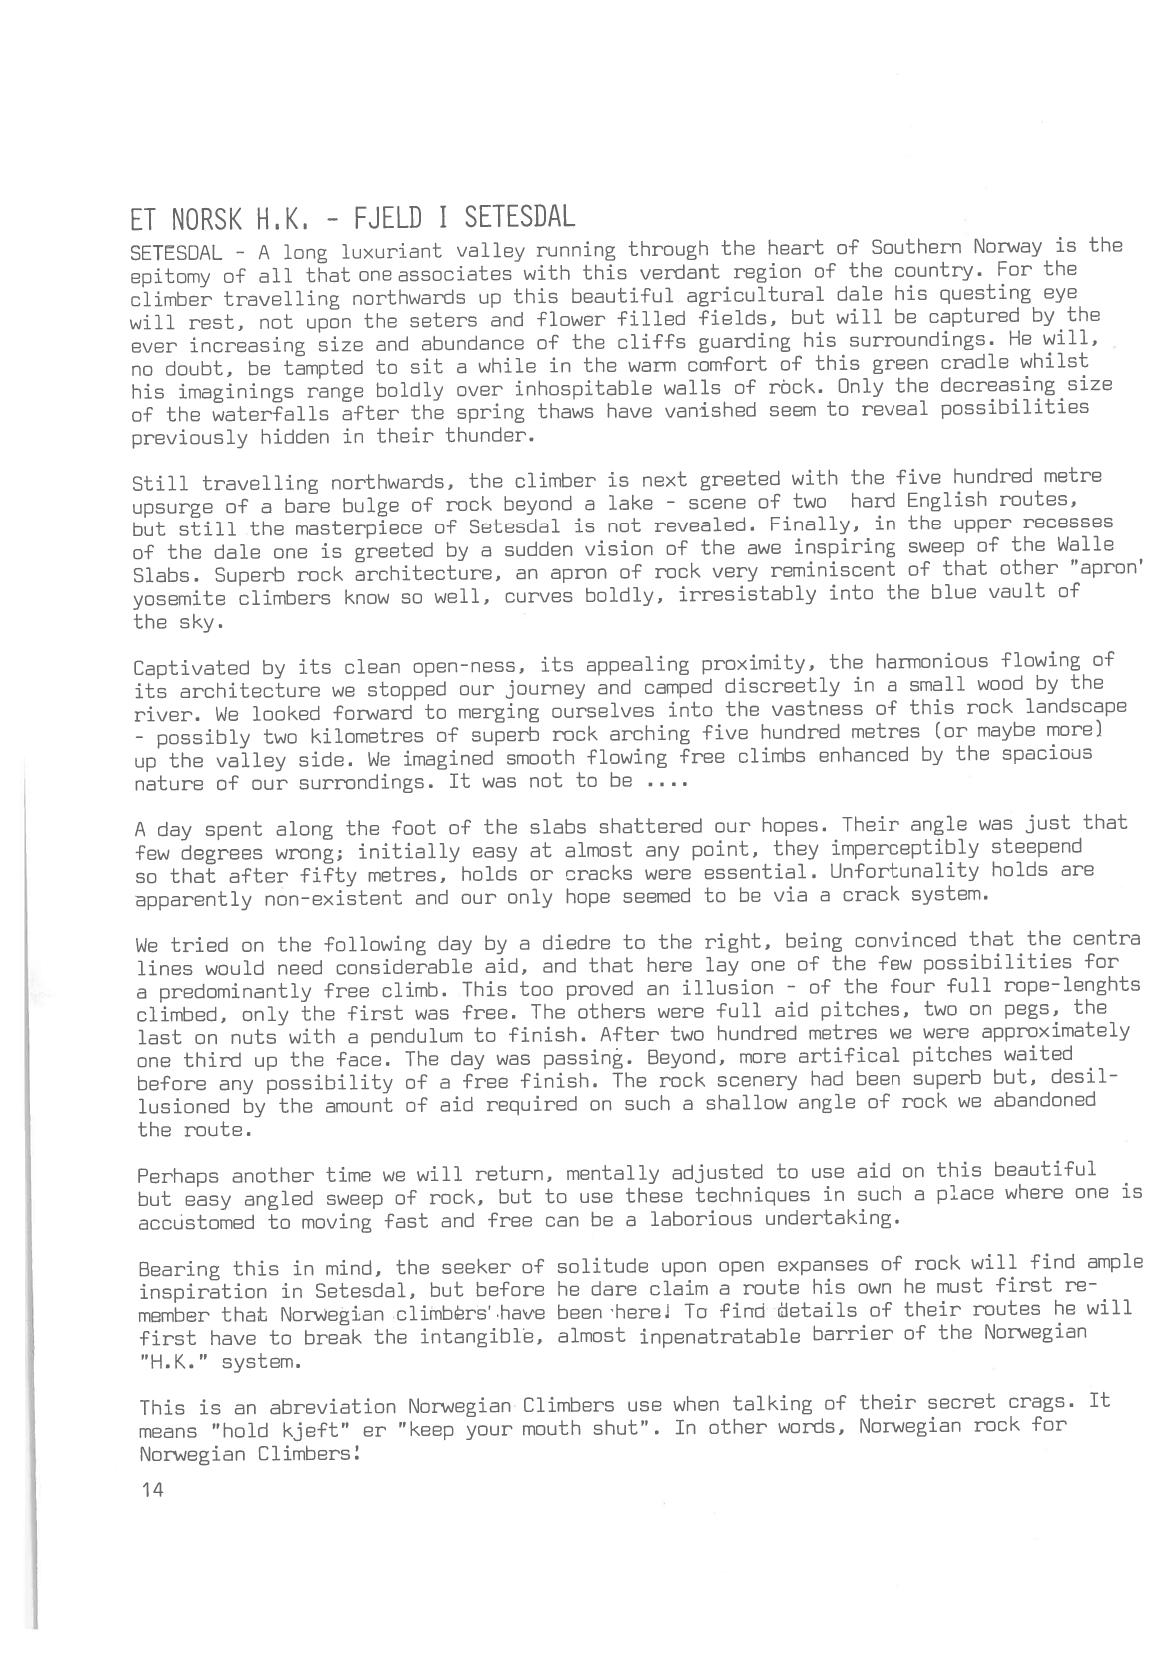 ET NORSK H.K. - FJELD I SETESDAL
SETESDAL - A long luxuriant valley running through the heart of Southern Norway is the
epitomy of all that one associates with this verdant region of the country. For the
climber travelling northwards up this beautiful agricultural dale his questing eye
will rest, not upon the seters and flower filled fields, but will be captured by the
ever increasing size and abundance of the cliffs guarding his surroundings. He will,
no doubt, be tampted to sit a while in the warm comfort of this green cradle whilst
his imaginings range boldly over inhospitable walls of rock. Only the decreasing size
of the waterfalls after the spring thaws have vanished seem to reveal possibilities
previously hidden in their thunder.

Still travelling northwards, the climber is next greeted with the five hundred metre
upsurge of a bare bulge of rock beyond a lake - scene of two hard English routes,
but still the masterpiece of Setesdal is not revealed. Finally, in the upper recesses
of the dale one is greeted by a sudden vision of the awe inspiring sweep of the Walle
Slabs. Superb rock architecture, an apron of rock very reminiscent of that other "apron'
yosemite climbers know so well, curves boldly, irresistably into the blue vault of
the sky.

Captivated by its clean open-ness, its appealing proximity, the harmonious flowing of
its architecture we stopped our journey and camped discreetly in a small wood by the
river. We looked forward to merging ourselves into the vastness of this rock landscape
- possibly two kilometres of superb rock arching five hundred metres (or maybe more)
up the valley side. We imagined smooth flowing free climbs enhanced by the spacious
nature of our surrondings. It was not to be ....

A day spent along the foot of the slabs shattered our hopes. Their angle was just that
few degrees wrong; initially easy at almost any point, they imperceptibly steepend
so that after fifty metres, holds or cracks were essential. Unfortunality holds are
apparently non-existent and our only hope seemed to be via a crack system.

We tried on the following day by a diedre to the right, being convinced that the centra
lines would need considerable aid, and that here lay one of the few possibilities for
a predominantly free climb. This too proved an illusion - of the four full rope-lenghts
climbed, only the first was free. The others were full aid pitches, two on pegs, the
last on nuts with a pendulum to finish. After two hundred metres we were approximately
one third up the face. The day was passing. Beyond, more artifical pitches waited
before any possibility of a free finish. The rock scenery had been superb but, desil-
lusioned by the amount of aid required on such a shallow angle of rock we abandoned
the route.

Perhaps another time we will return, mentally adjusted to use aid on this beautiful
but easy angled sweep of rock, but to use these techniques in such a place where one is
accustomed to moving fast and free can be a laborious undertaking.

Bearing this in mind, the seeker of solitude upon open expanses of rock will find ample
inspiration in Setesdal, but before he dare claim a route his own he must first re-
member that Norwegian climbers' have been here! To find details of their routes he will
first have to break the intangible, almost inpenatratable barrier of the Norwegian
"H.K." system.

This is an abreviation Norwegian Climbers use when talking of their secret crags. It
means "hold kjeft" er "keep your mouth shut". In other words, Norwegian rock for
Norwegian Climbers!
14